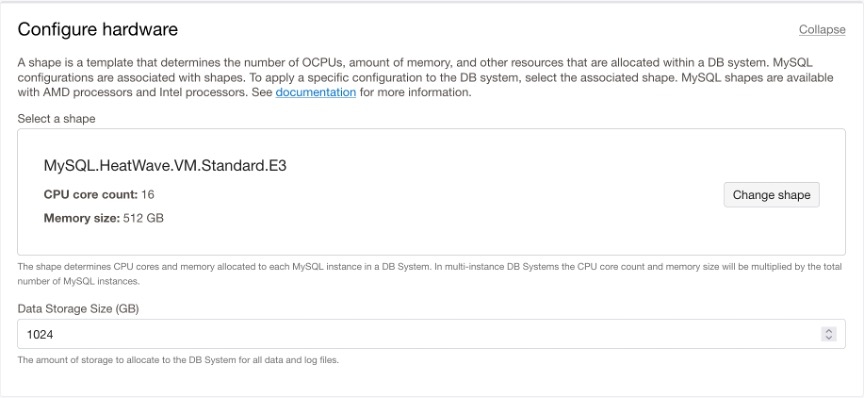 Configure hardware
Collapse
A shape is a template that determines the number of OCPUs, amount of memory, and other resources that are allocated within a DB system. MySQL
configurations are associated with shapes. To apply a specific configuration to the DB system, select the associated shape. MySQL shapes are available
with AMD processors and Intel processors. See documentation for more information.
Select a shape
MySQL.HeatWave.VM.Standard.E3
CPU core count: 16
Change shape
Memory size: 512 GB
The shape determines CPU cores and memory allocated to each MySQL instance in a DB System. In multi-instance DB Systems the CPU core count and memory size will be multiplied by the total
number of MySQL instances.
Data Storage Size (GB)
1024
The amount of storage to allocate to the DB System for all data and log files.